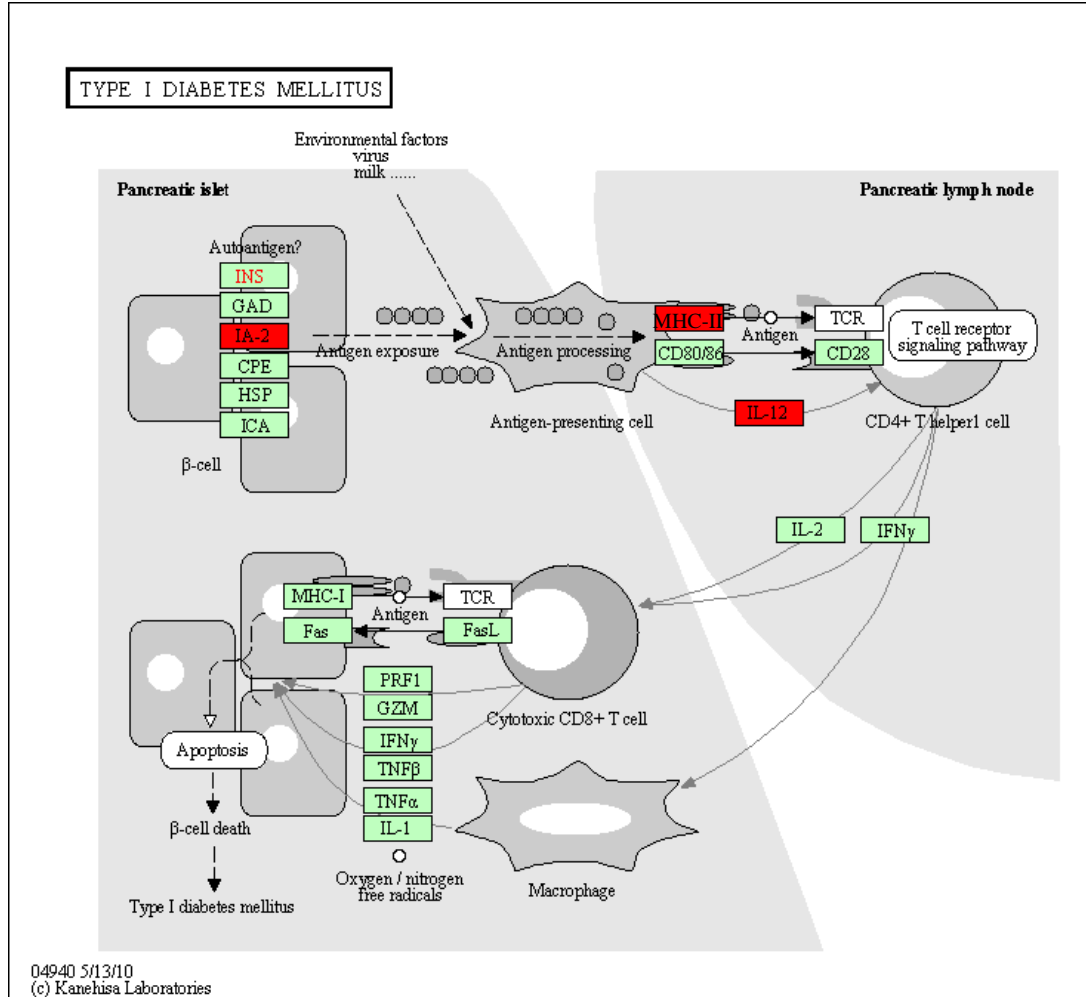 TYPE I DIABETES MELLITUS
Environmental factors
virus
milk ......
Pancreatic islet
Pancreatic lymph node
Autoantigen?
INS
GAD
IA-2
CPE
HSP
ICA
β-cell
Antigen exposure
Antigen processing
MHC-II
CD80/86
Antigen
TCR
CD28
T cell receptor
signaling pathway
IL-12
Antigen-presenting cell
CD4+ T helper1 cell
IL-2
IFNγ
MHC-I
Antigen
TCR
Fas
FasL
PRF1
GZM
IFNγ
TNFβ
TNFα
IL-1
Cytotoxic CD8+ T cell
Apoptosis
β-cell death
Type I diabetes mellitus
Oxygen / nitrogen
free radicals
Macrophage
04940 5/13/10
(c) Kanehisa Laboratories